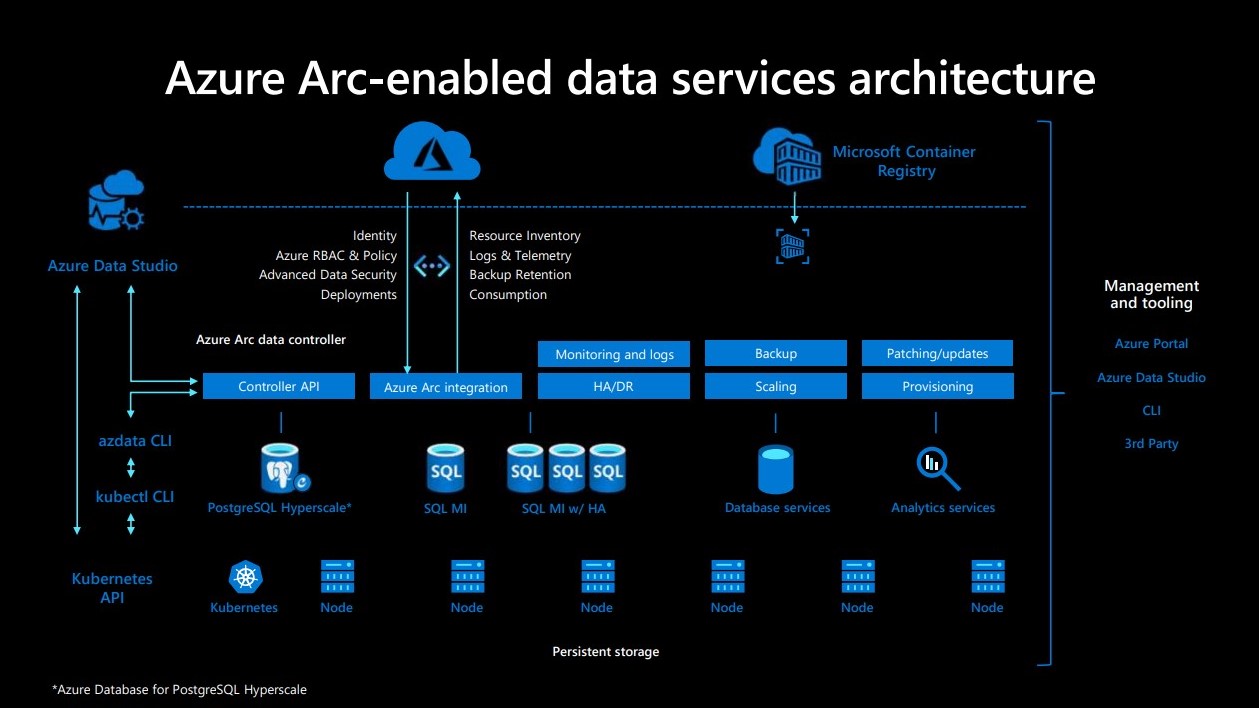 Azure Arc-enabled data services architecture
Microsoft Container
Registry
Azure Data Studio
Identity
Azure RBAC & Policy
Advanced Data Security
Deployments
Resource Inventory
Logs & Telemetry
Backup Retention
Consumption
Management
and tooling
Azure Portal
Azure Data Studio
CLI
3rd Party
Azure Arc data controller
Monitoring and logs
Backup
Patching/updates
Controller API
Azure Arc integration
HA/DR
Scaling
Provisioning
azdata CLI
kubectl CLI
Kubernetes
API
SQL
SQL
SQL
SQL
PostgreSQL Hyperscale*
SQL MI
SQL MI w/ HA
Database services
Analytics services
Kubernetes
Node
Node
Node
Node
Node
Node
Persistent storage
*Azure Database for PostgreSQL Hyperscale